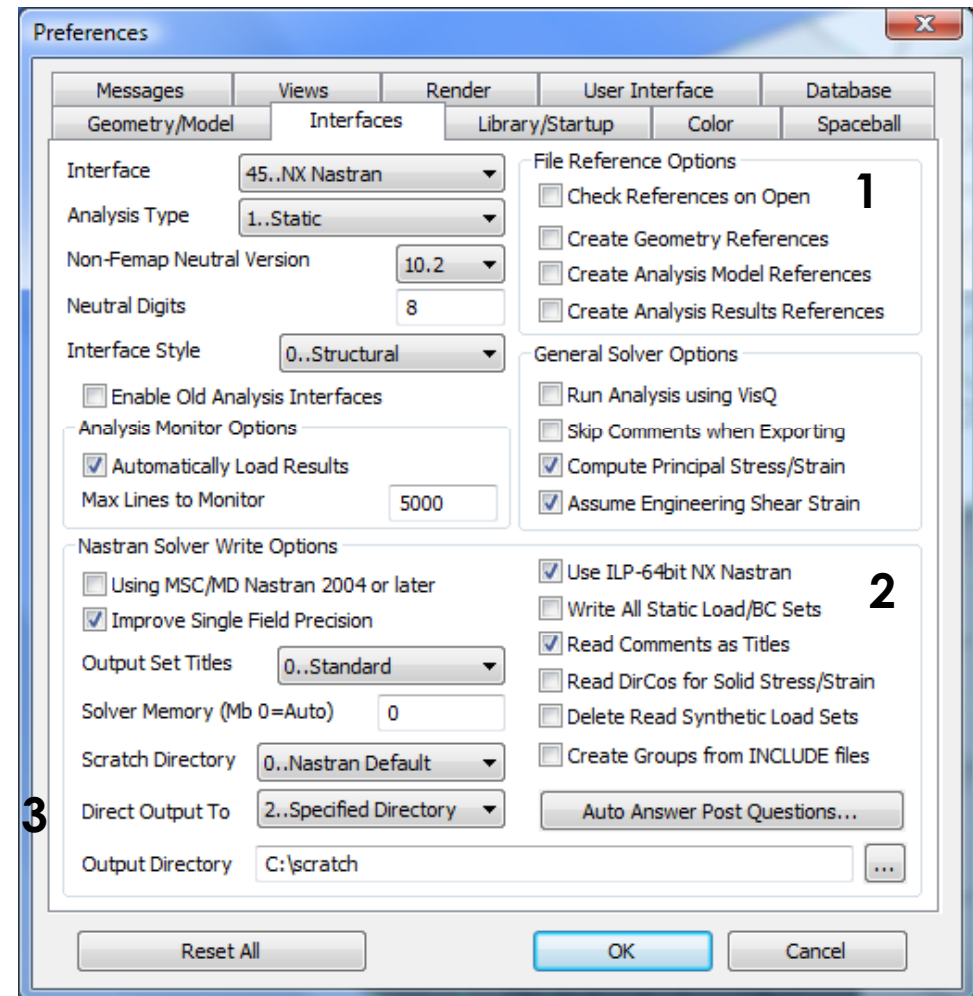 Preferences
Messages Views Render User Interface Database
Geometry/Model Interfaces Library/Startup Color Spaceball
Interface 45..NX Nastran
Analysis Type 1..Static
Non-Femap Neutral Version 10.2
Neutral Digits 8
Interface Style 0..Structural
Enable Old Analysis Interfaces
Analysis Monitor Options
Automatically Load Results
Max Lines to Monitor 5000
File Reference Options
1
Check References on Open
Create Geometry References
Create Analysis Model References
Create Analysis Results References
General Solver Options
Run Analysis using VisQ
Skip Comments when Exporting
Compute Principal Stress/Strain
Assume Engineering Shear Strain
Nastran Solver Write Options
Using MSC/MD Nastran 2004 or later
Improve Single Field Precision
Output Set Titles 0..Standard
Solver Memory (Mb 0=Auto) 0
Scratch Directory 0..Nastran Default
3 Direct Output To 2..Specified Directory
Use ILP-64bit NX Nastran
2
Write All Static Load/BC Sets
Read Comments as Titles
Read DirCos for Solid Stress/Strain
Delete Read Synthetic Load Sets
Create Groups from INCLUDE files
Auto Answer Post Questions...
Output Directory C:\scratch ...
Reset All OK Cancel